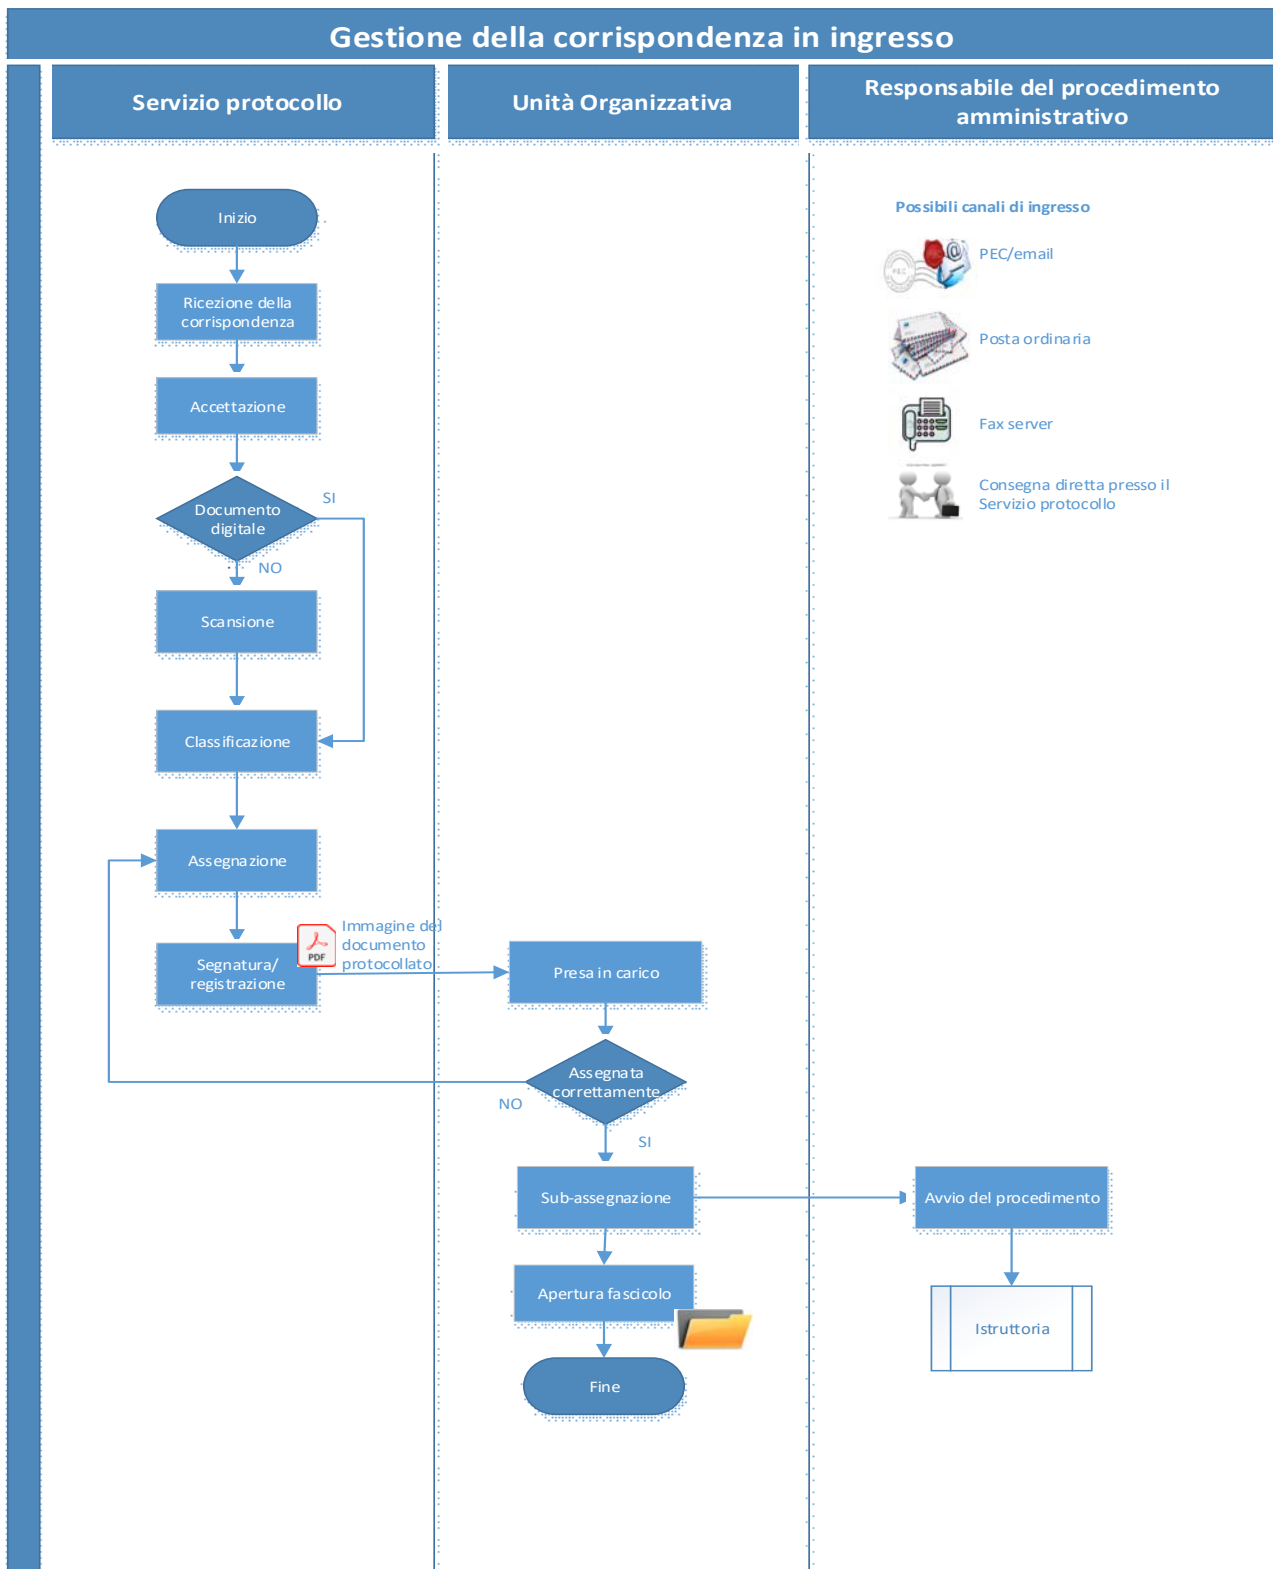 Gestione della corrispondenza in ingresso
Servizio protocollo
Unità Organizzativa
Responsabile del procedimento
amministrativo
Inizio
Ricezione della
corrispondenza
Accettazione
Documento
digitale
SI
NO
Scansione
Classificazione
Assegnazione
Segnatura/
registrazione
PDF
Immagine del
documento
protocollato
Presa in carico
Assegnata
correttamente
NO
SI
Sub-assegnazione
Apertura fascicolo
Fine
Possibili canali di ingresso
PEC
@
PEC/email
Posta ordinaria
Fax server
Consegna diretta presso il
Servizio protocollo
Avvio del procedimento
Istruttoria